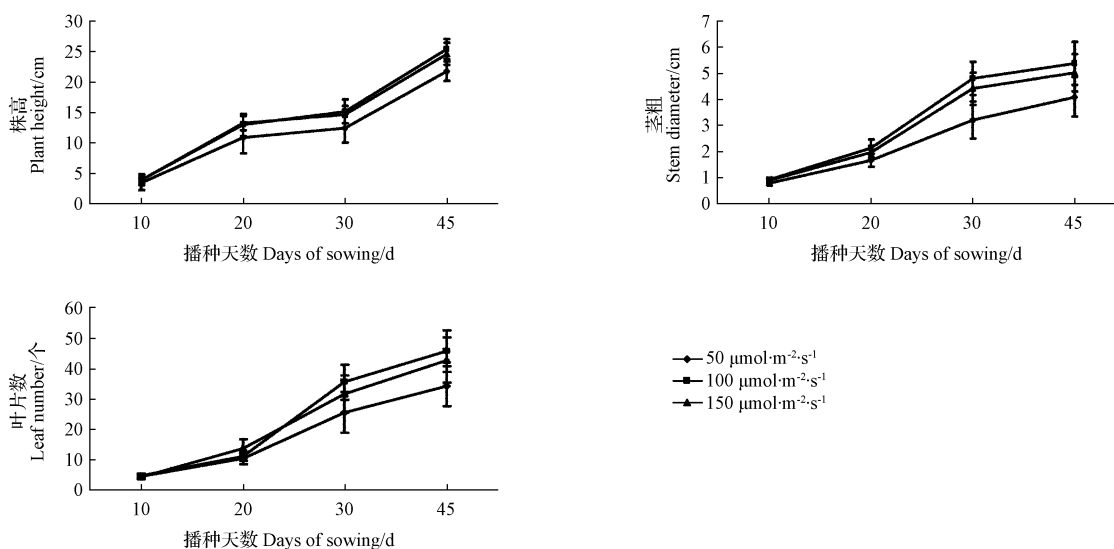 30
25
20
15
10
5
0
株高
Plant height/cm
10 20 30 45
播种天数 Days of sowing/d
7
6
5
4
3
2
1
0
茎粗
Stem diameter/cm
10 20 30 45
播种天数 Days of sowing/d
60
50
40
30
20
10
0
叶片数
Leaf number/个
10 20 30 45
播种天数 Days of sowing/d
50 μmol·m⁻²·s⁻¹
100 μmol·m⁻²·s⁻¹
150 μmol·m⁻²·s⁻¹